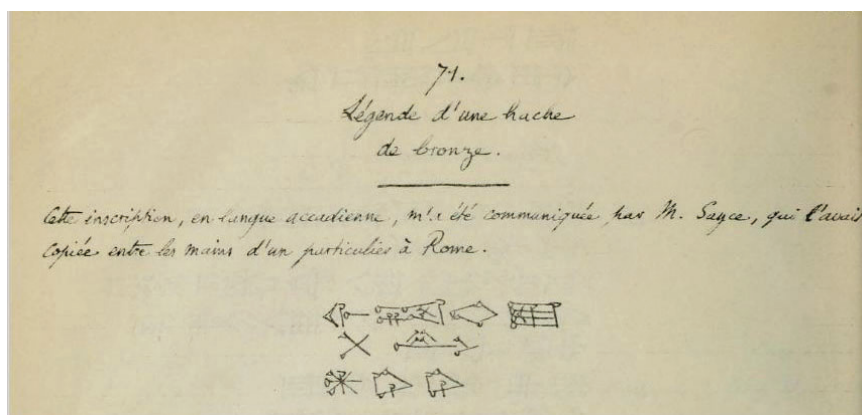 71.
Légende d'une hache
de bronze.
Cette inscription, en langue accadienne, m'a été communiquée par M. Sayce, qui l'avait
copiée entre les mains d'un particulier à Rome.